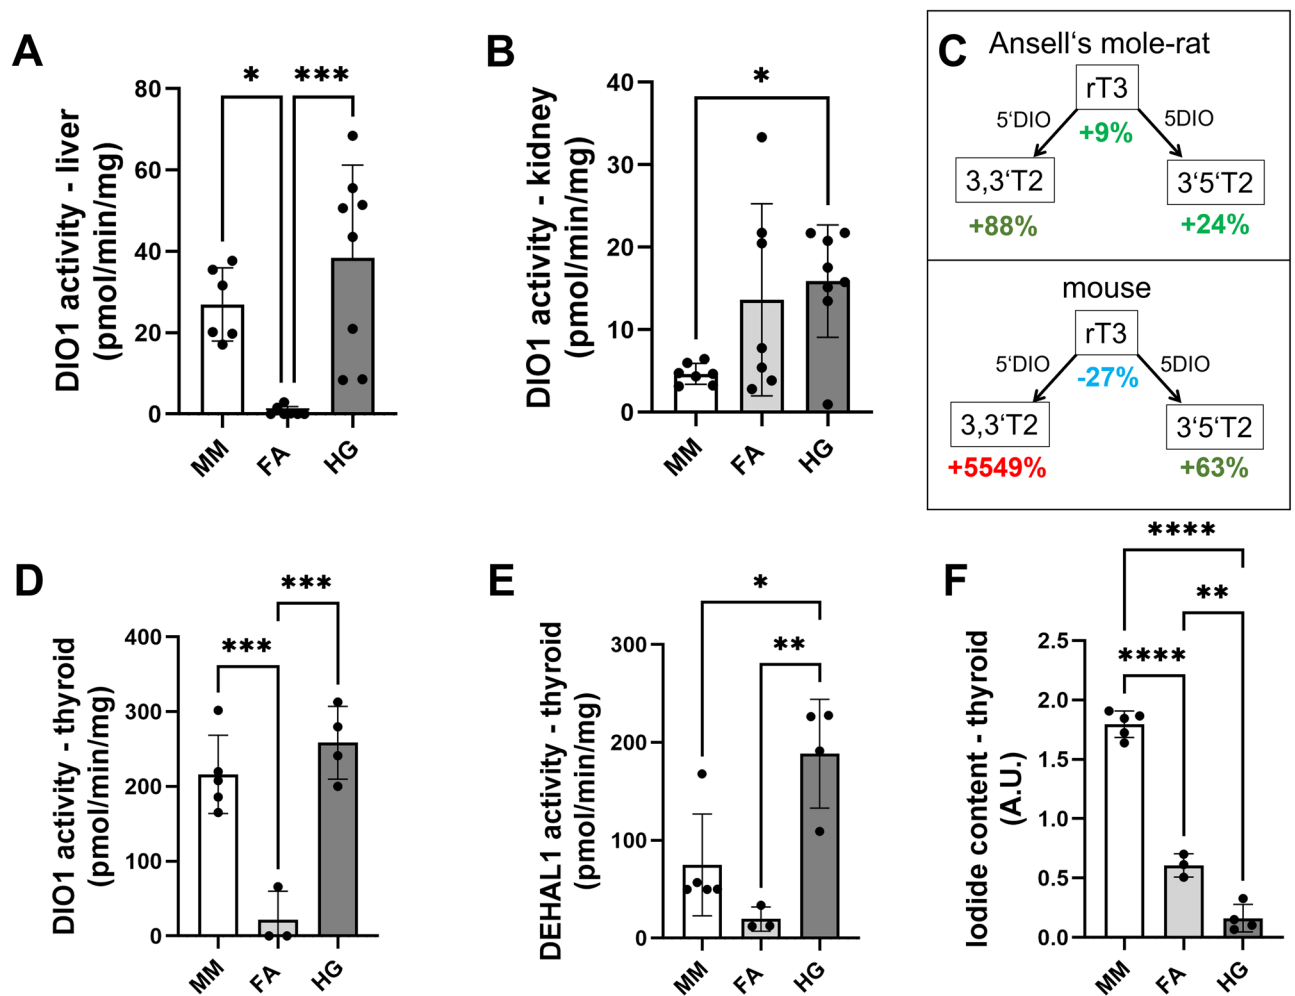 A
DIO1 activity - liver
(pmol/min/mg)
80
60
40
20
0
* ***
MM FA HG
B
DIO1 activity - kidney
(pmol/min/mg)
40
30
20
10
0
*
MM FA HG
C
Ansell‘s mole-rat
rT3
5‘DIO 5DIO
+9%
3,3‘T2 3‘5‘T2
+88% +24%
mouse
rT3
5‘DIO 5DIO
-27%
3,3‘T2 3‘5‘T2
+5549% +63%
D
DIO1 activity - thyroid
(pmol/min/mg)
400
300
200
100
0
***
***
MM FA HG
E
DEHAL1 activity - thyroid
(pmol/min/mg)
300
200
100
0
*
**
MM FA HG
F
Iodide content - thyroid
(A.U.)
2.5
2.0
1.5
1.0
0.5
0.0
****
**
****
MM FA HG